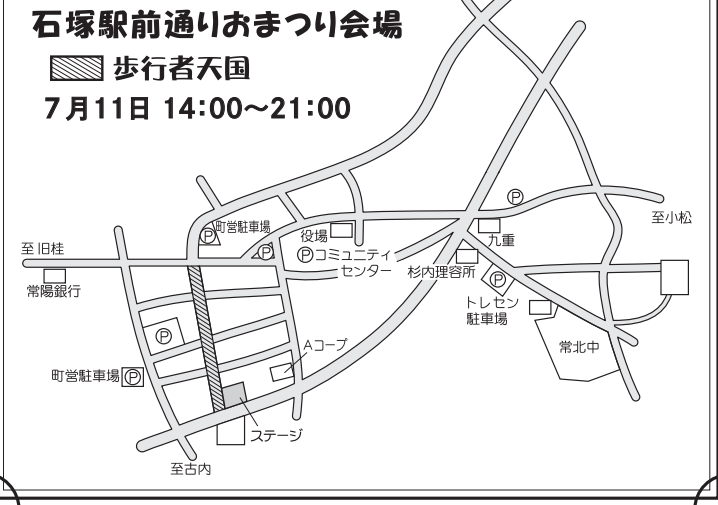 石塚駅前通りおまつり会場
歩行者天国
7月11日 14:00〜21:00
至小松
P
町営駐車場
P
役場
九重
至旧桂
P
P
コミュニティ
センター
杉内理容所
P
常陽銀行
トレセン
駐車場
P
Aコープ
常北中
町営駐車場
P
ステージ
至古内